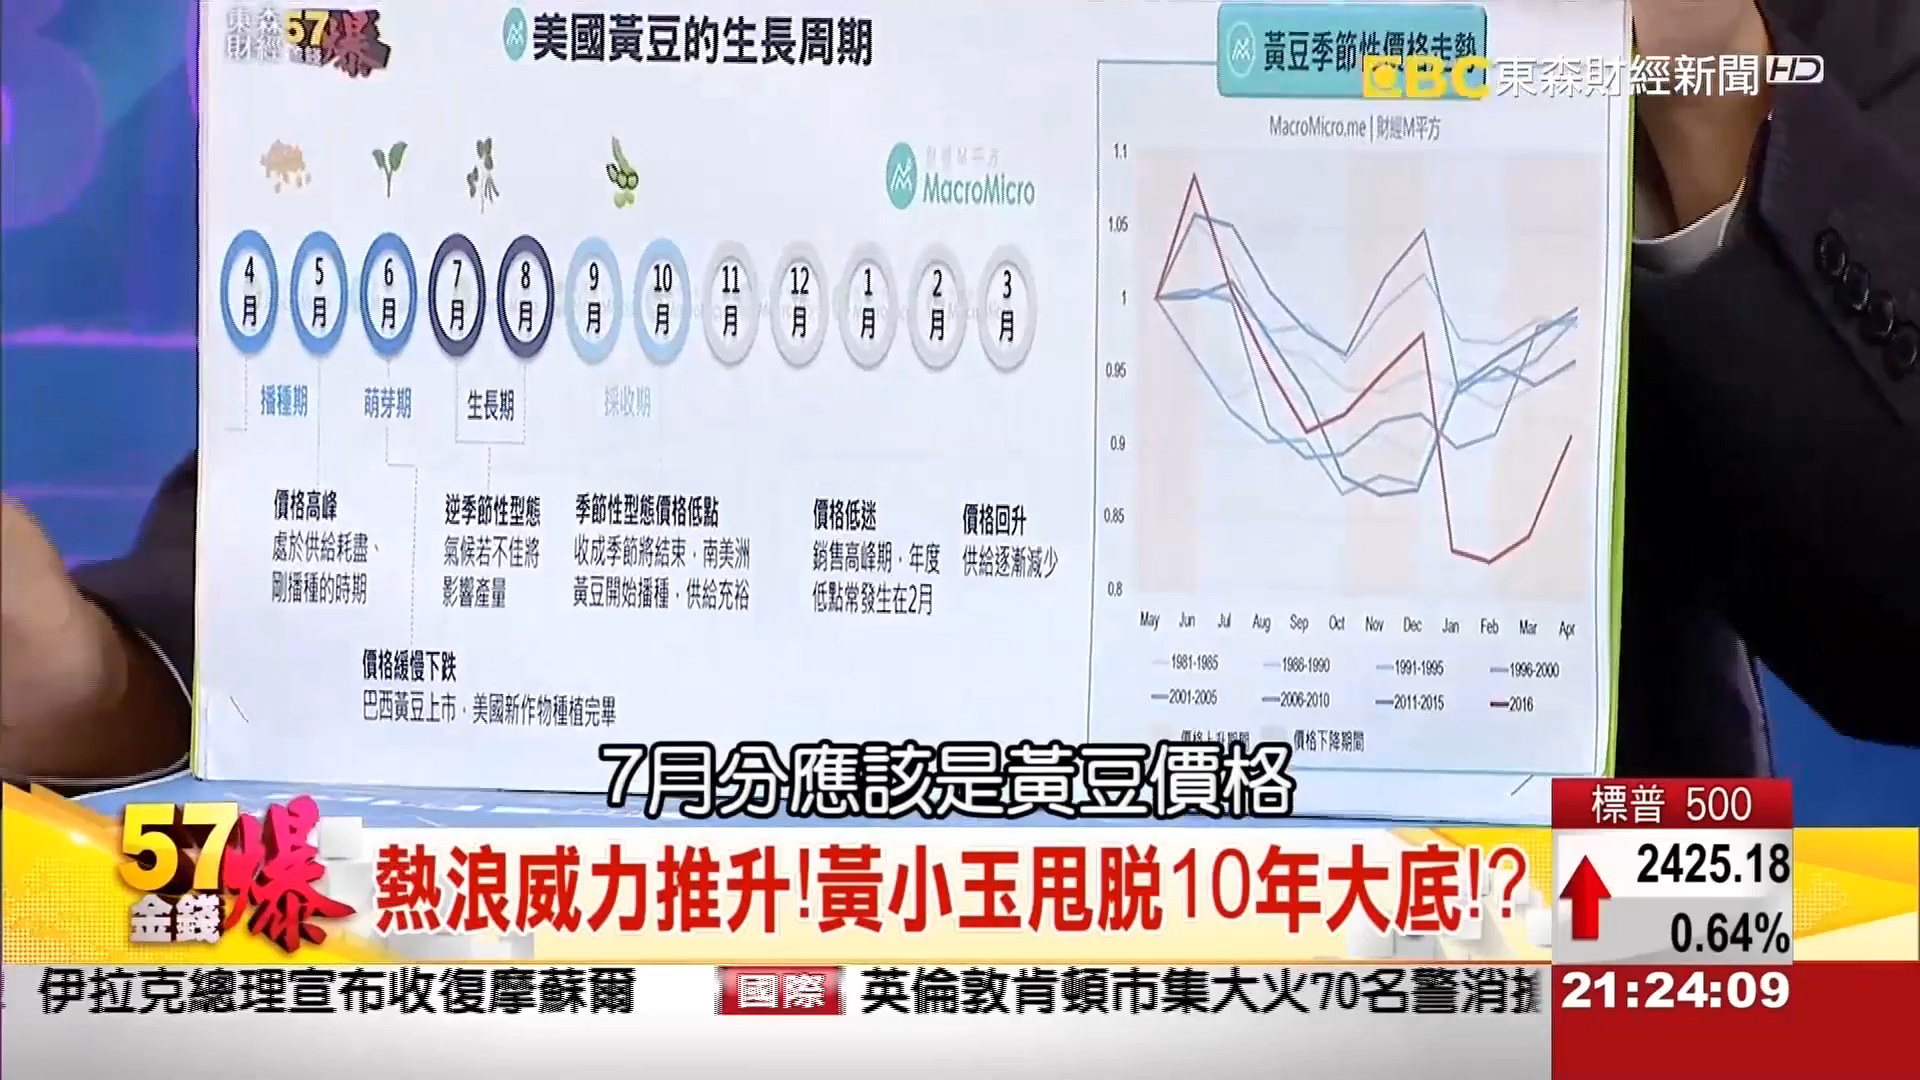 東森
財經
57
金錢
爆
美國黃豆的生長周期
黃豆季節性價格走勢
EBC 東森財經新聞 HD
MacroMicro.me | 財經M平方
財經M平方
MacroMicro
4月
5月
6月
7月
8月
9月
10月
11月
12月
1月
2月
3月
播種期
萌芽期
生長期
採收期
價格高峰
處於供給耗盡、
剛播種的時期
逆季節性型態
氣候若不佳將
影響產量
季節性型態價格低點
收成季節將結束，南美洲
黃豆開始播種，供給充裕
價格低迷
銷售高峰期，年度
低點常發生在2月
價格回升
供給逐漸減少
價格緩慢下跌
巴西黃豆上市，美國新作物種植完畢
1.1
1.05
1
0.95
0.9
0.85
0.8
May Jun Jul Aug Sep Oct Nov Dec Jan Feb Mar Apr
1981-1985 1986-1990 1991-1995 1996-2000
2001-2005 2006-2010 2011-2015 2016
價格上升期間 價格下降期間
7月分應該是黃豆價格
57
金錢
爆
熱浪威力推升!黃小玉甩脫10年大底!?
標普 500
2425.18
0.64%
伊拉克總理宣布收復摩蘇爾
國際
英倫敦肯頓市集大火70名警消
21:24:09